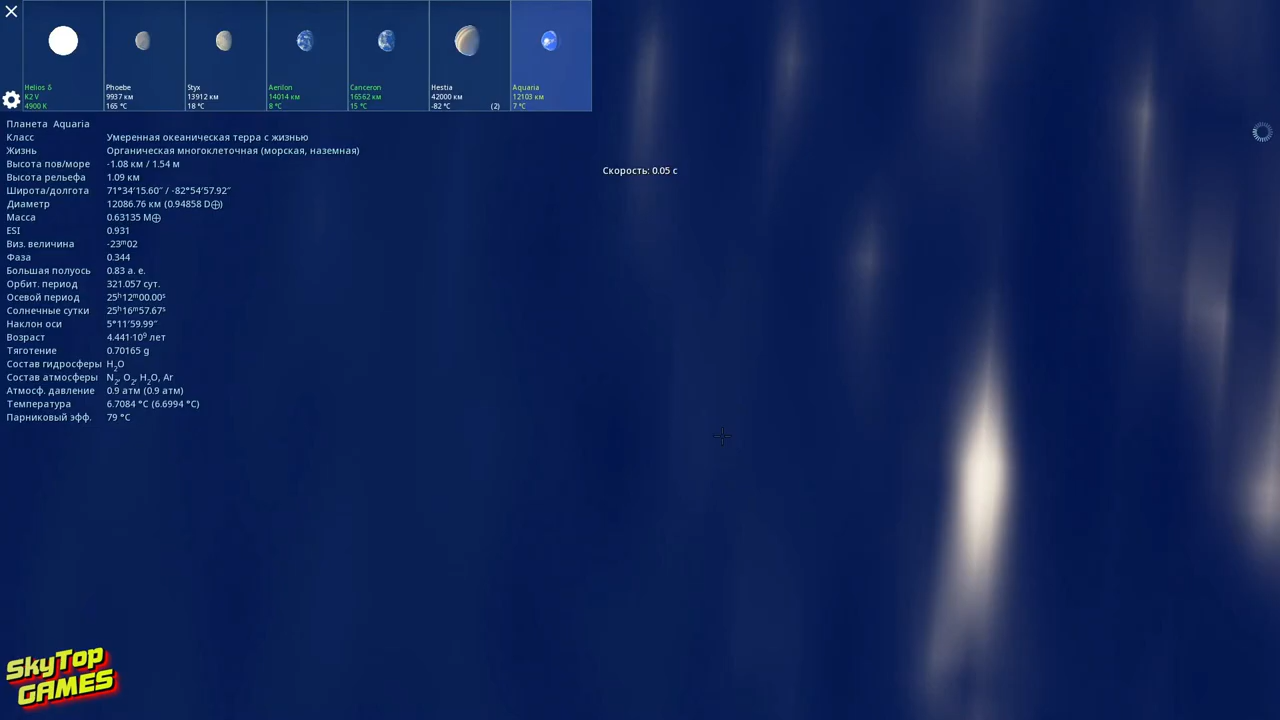 Helios δ
K2 V
4900 K
Phoebe
9937 км
165 °C
Styx
13912 км
18 °C
Aerilon
14014 км
8 °C
Canceron
16562 км
15 °C
Hestia
42000 км
-82 °C (2)
Aquaria
12103 км
7 °C
Планета Aquaria
Класс Умеренная океаническая терра с жизнью
Жизнь Органическая многоклеточная (морская, наземная)
Высота пов/море -1.08 км / 1.54 м
Высота рельефа 1.09 км
Широта/долгота 71°34′15.60″ / -82°54′57.92″
Диаметр 12086.76 км (0.94858 D⊕)
Масса 0.63135 M⊕
ESI 0.931
Виз. величина -23ᵐ02
Фаза 0.344
Большая полуось 0.83 а. е.
Орбит. период 321.057 сут.
Осевой период 25ʰ12ᵐ00.00ˢ
Солнечные сутки 25ʰ16ᵐ57.67ˢ
Наклон оси 5°11′59.99″
Возраст 4.441·10⁹ лет
Тяготение 0.70165 g
Состав гидросферы H₂O
Состав атмосферы N₂, O₂, H₂O, Ar
Атмосф. давление 0.9 атм (0.9 атм)
Температура 6.7084 °C (6.6994 °C)
Парниковый эфф. 79 °C
Скорость: 0.05 c
SkyTop
GAMES